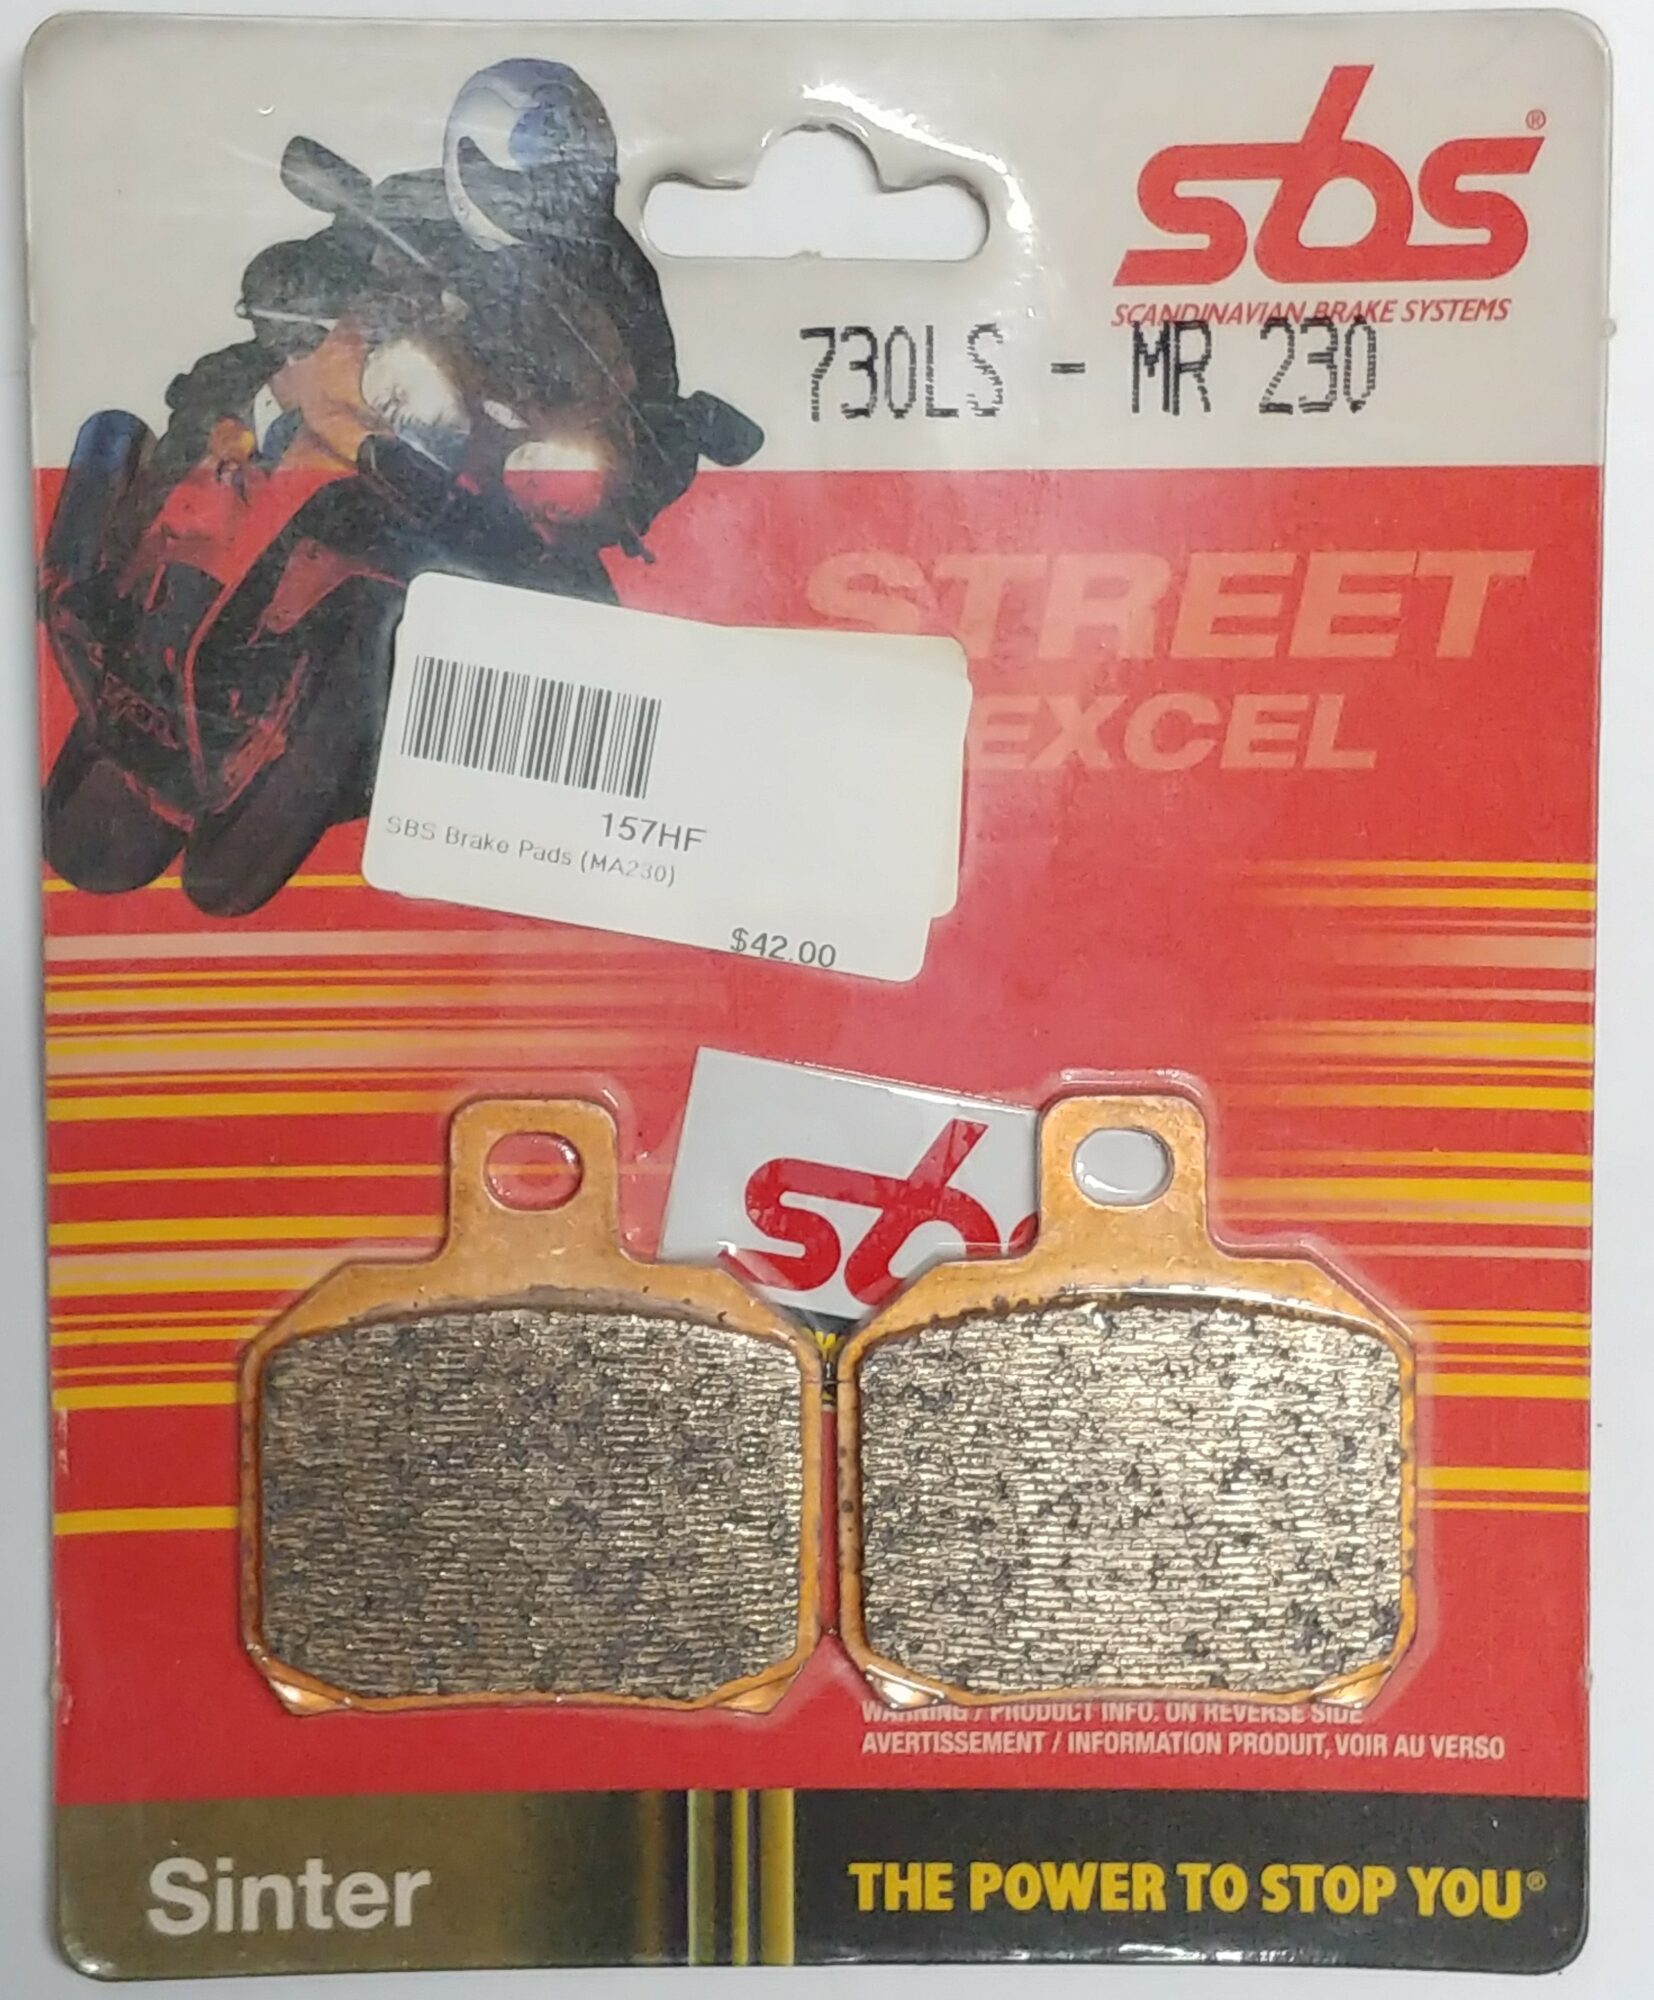 sbs®
SCANDINAVIAN BRAKE SYSTEMS
730LS - MR 230
STREET
EXCEL
157HF
SBS Brake Pads (MA230)
$42.00
sbs
WARNING / PRODUCT INFO. ON REVERSE SIDE
AVERTISSEMENT / INFORMATION PRODUIT, VOIR AU VERSO
Sinter
THE POWER TO STOP YOU®